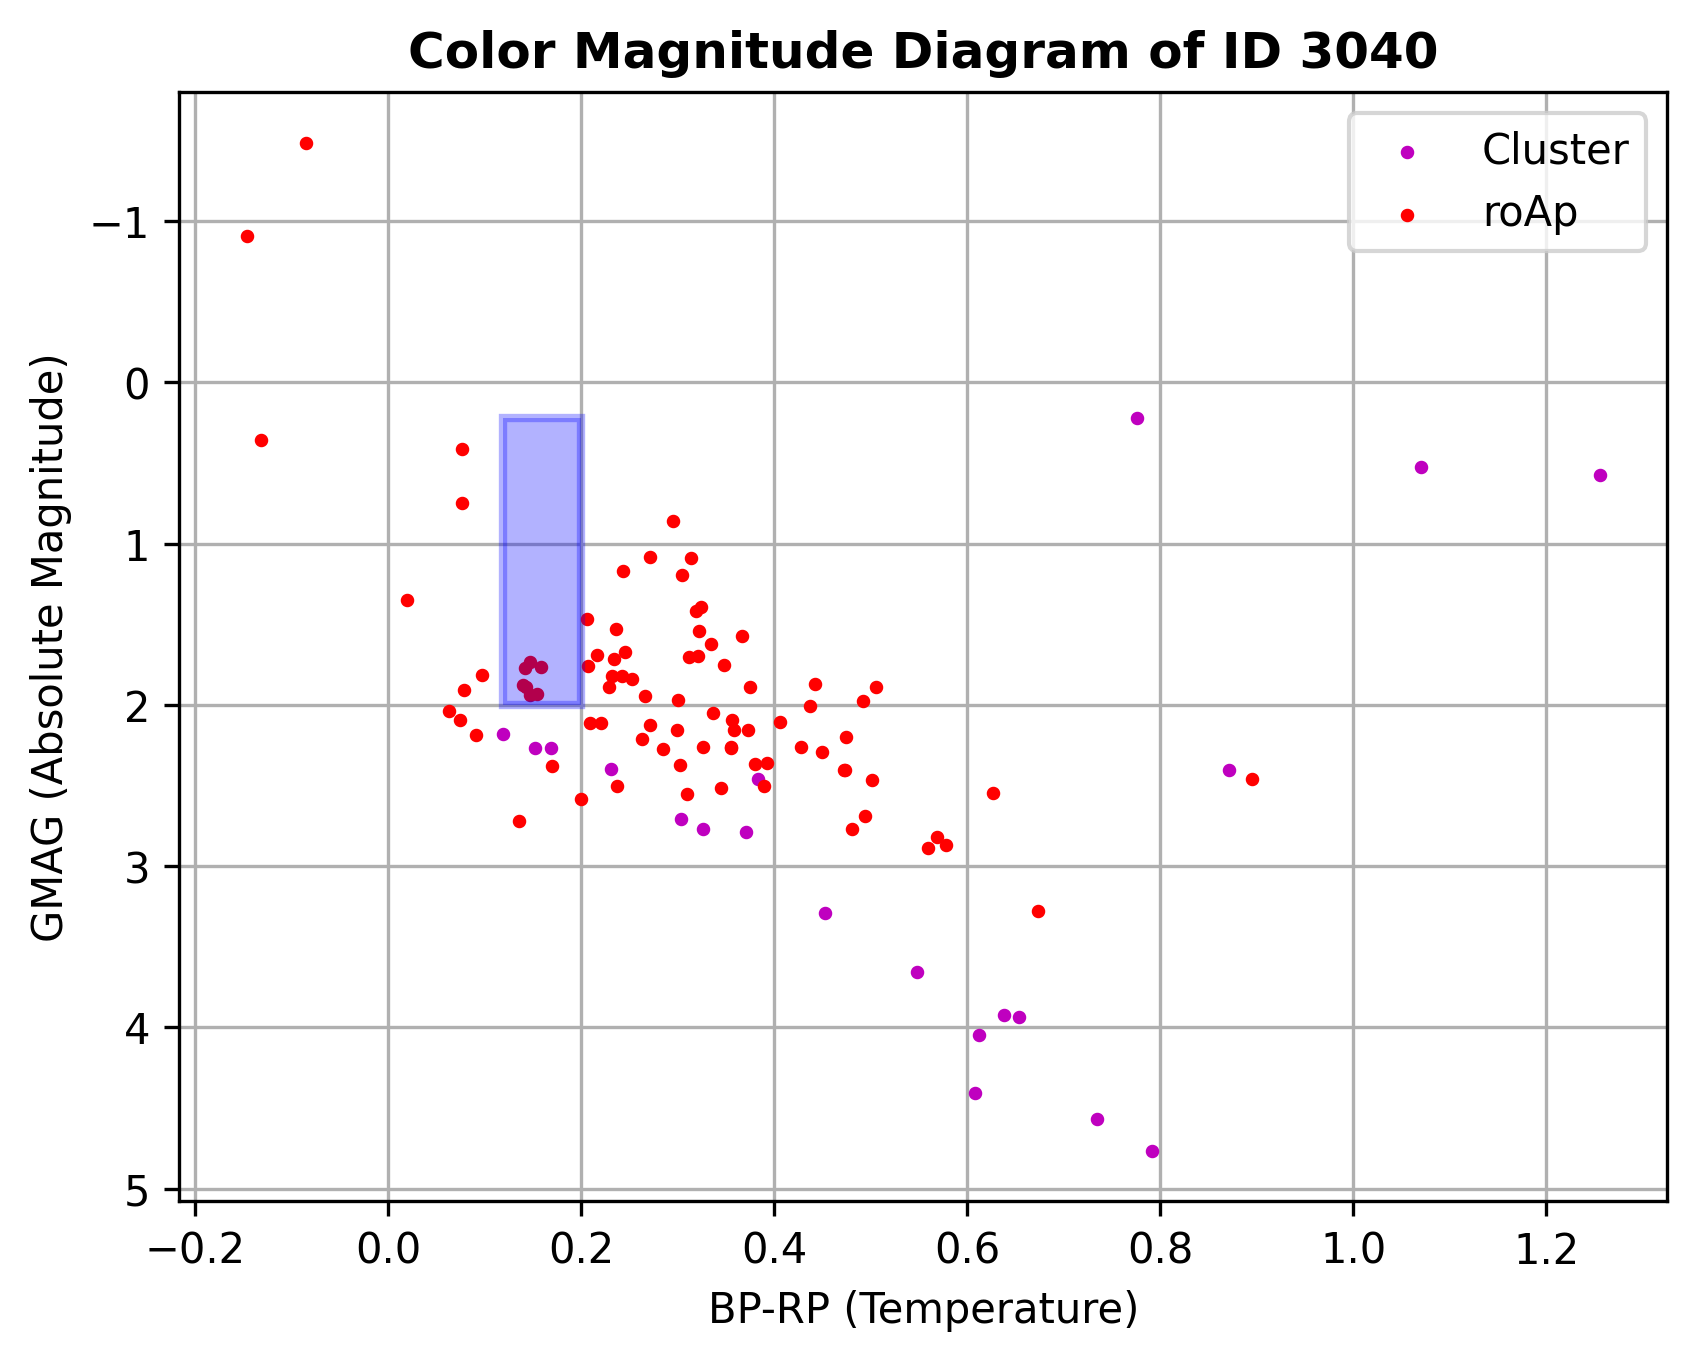 Color Magnitude Diagram of ID 3040
Cluster
roAp
−1
0
1
2
3
4
5
GMAG (Absolute Magnitude)
−0.2 0.0 0.2 0.4 0.6 0.8 1.0 1.2
BP-RP (Temperature)